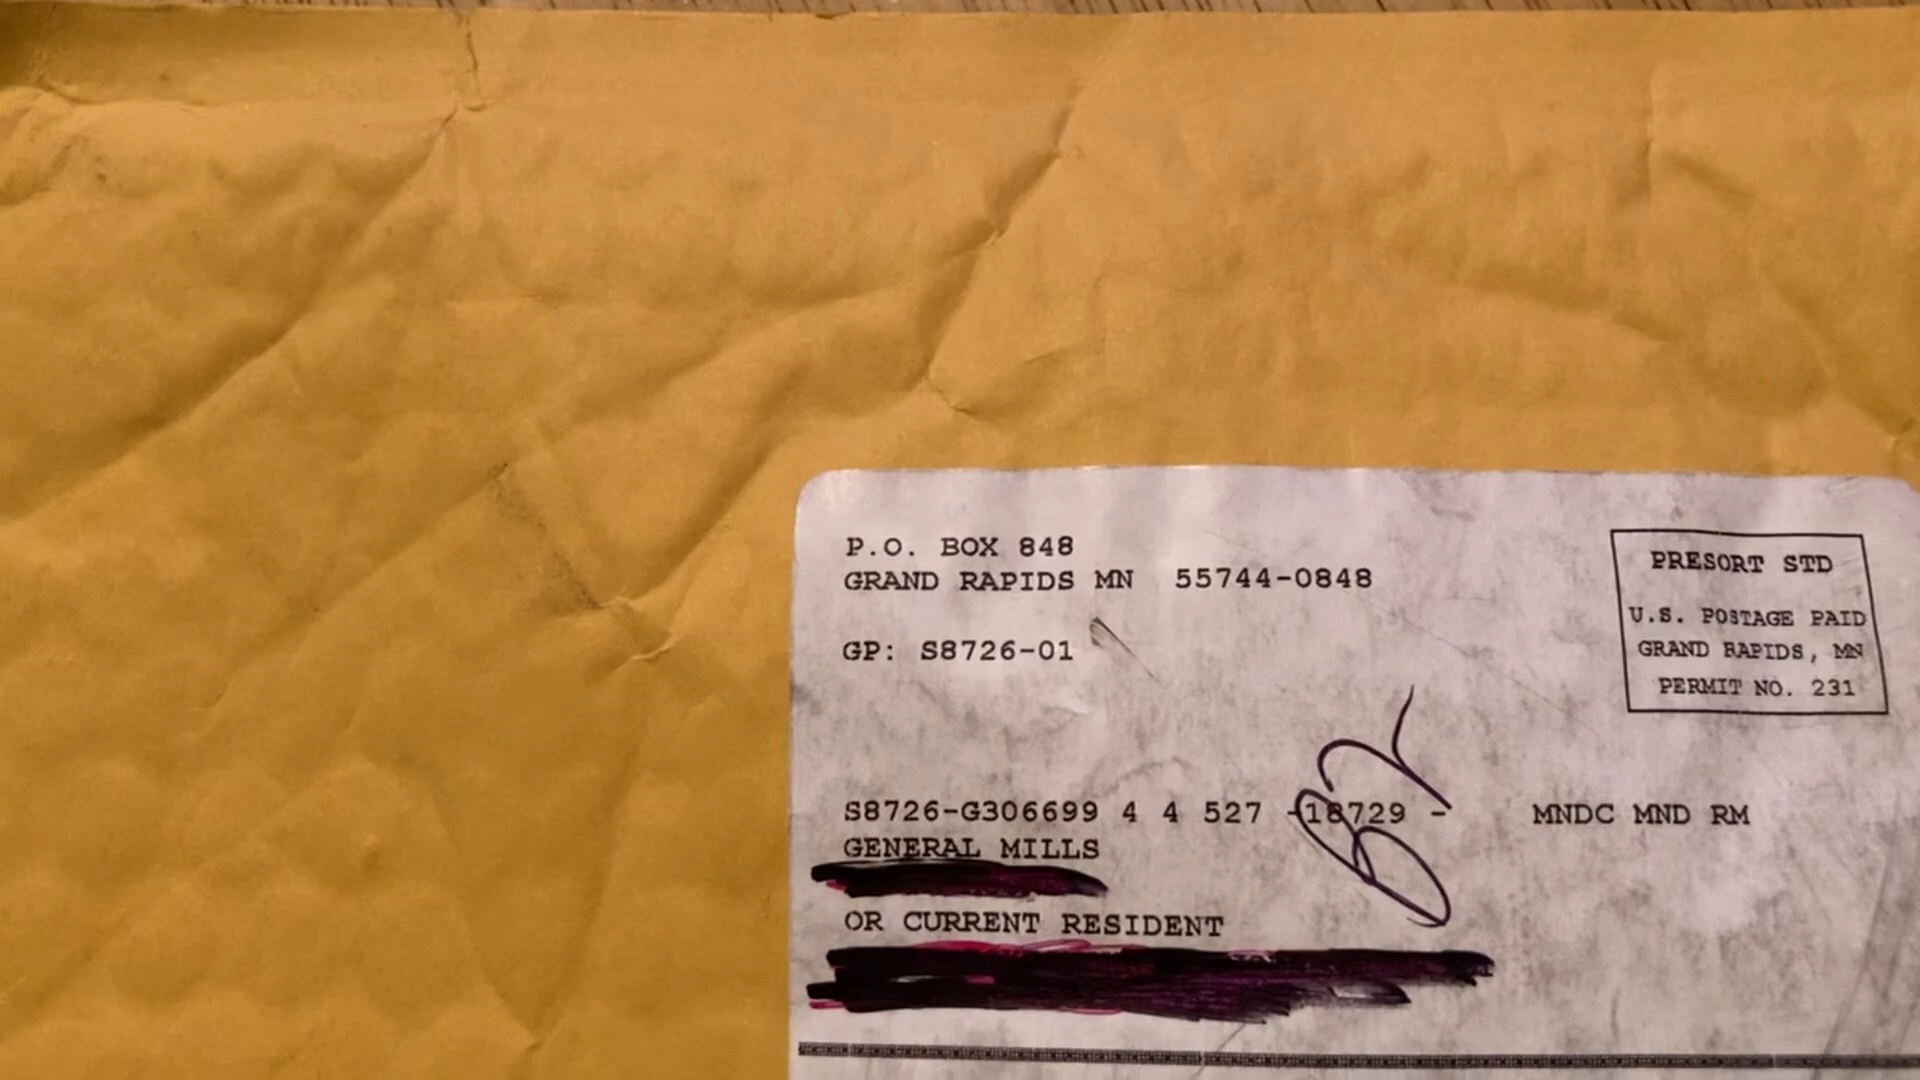 P.O. BOX 848
GRAND RAPIDS MN 55744-0848
GP: S8726-01
PRESORT STD
U.S. POSTAGE PAID
GRAND RAPIDS, MN
PERMIT NO. 231
S8726-G306699 4 4 527 -18729 - MNDC MND RM
GENERAL MILLS
OR CURRENT RESIDENT